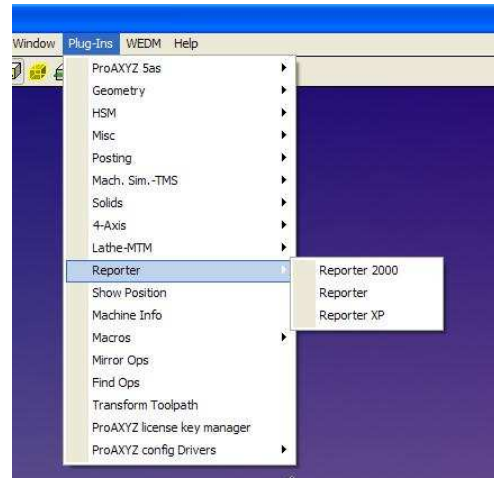 Window Plug-Ins WEDM Help
ProAXYZ 5as
Geometry
HSM
Misc
Posting
Mach. Sim.-TMS
Solids
4-Axis
Lathe-MTM
Reporter
Reporter 2000
Show Position
Reporter
Machine Info
Reporter XP
Macros
Mirror Ops
Find Ops
Transform Toolpath
ProAXYZ license key manager
ProAXYZ config Drivers